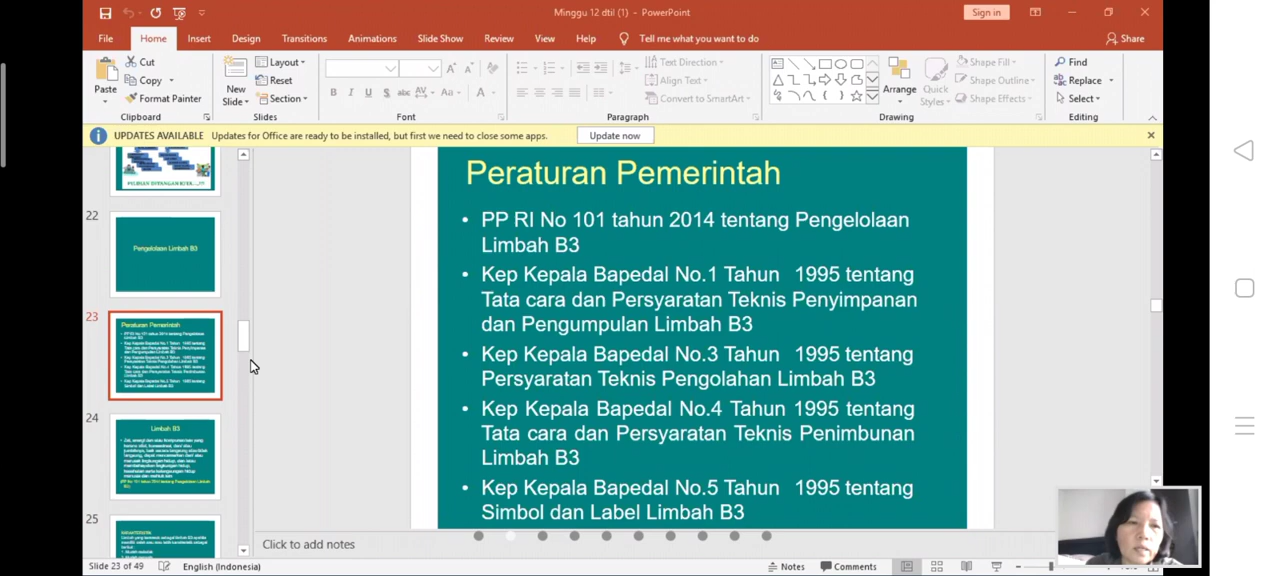 Minggu 12 dtil (1) - PowerPoint
Sign in
File Home Insert Design Transitions Animations Slide Show Review View Help Tell me what you want to do Share
Paste
Cut
Copy
Format Painter
Clipboard
New
Slide
Layout
Reset
Section
Slides
B I U S abc AV Aa A
Font
Text Direction
Align Text
Convert to SmartArt
Paragraph
Arrange
Quick
Styles
Shape Fill
Shape Outline
Shape Effects
Drawing
Find
Replace
Select
Editing
UPDATES AVAILABLE Updates for Office are ready to be installed, but first we need to close some apps. Update now
22
Pengelolaan Limbah B3
23
Peraturan Pemerintah
24
Limbah B3
25
Peraturan Pemerintah
• PP RI No 101 tahun 2014 tentang Pengelolaan
Limbah B3
• Kep Kepala Bapedal No.1 Tahun 1995 tentang
Tata cara dan Persyaratan Teknis Penyimpanan
dan Pengumpulan Limbah B3
• Kep Kepala Bapedal No.3 Tahun 1995 tentang
Persyaratan Teknis Pengolahan Limbah B3
• Kep Kepala Bapedal No.4 Tahun 1995 tentang
Tata cara dan Persyaratan Teknis Penimbunan
Limbah B3
• Kep Kepala Bapedal No.5 Tahun 1995 tentang
Simbol dan Label Limbah B3
Click to add notes
Slide 23 of 49 English (Indonesia) Notes Comments